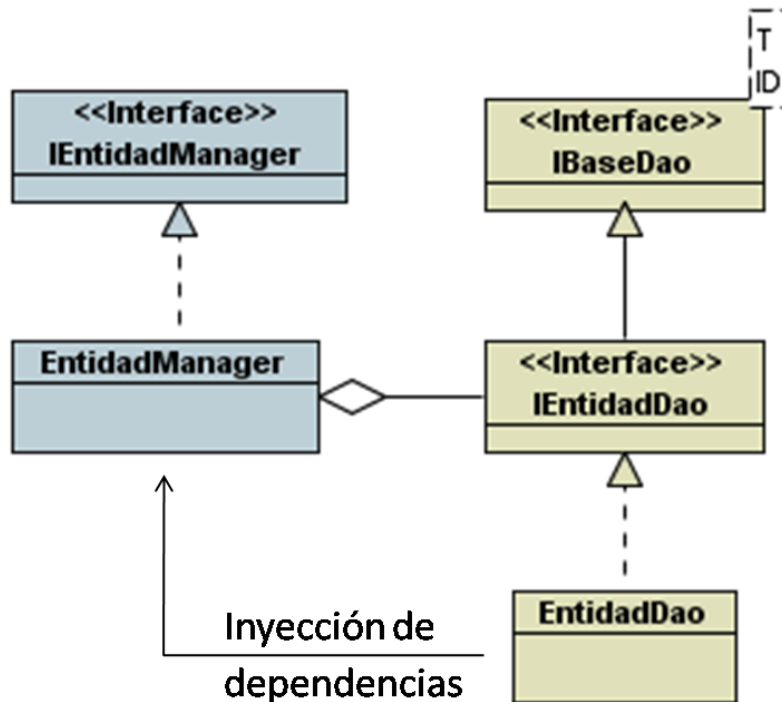 T
ID
<<Interface>>
IEntidadManager
<<Interface>>
IBaseDao
EntidadManager
<<Interface>>
IEntidadDao
EntidadDao
Inyección de
dependencias